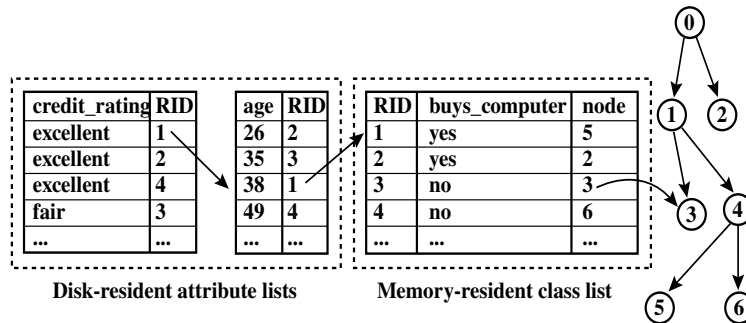 0
1
2
credit_rating RID
excellent 1
excellent 2
excellent 4
fair 3
... ...
age RID
26 2
35 3
38 1
49 4
... ...
RID buys_computer node
1 yes 5
2 yes 2
3 no 3
4 no 6
... ... ...
3
4
5
6
Disk-resident attribute lists
Memory-resident class list